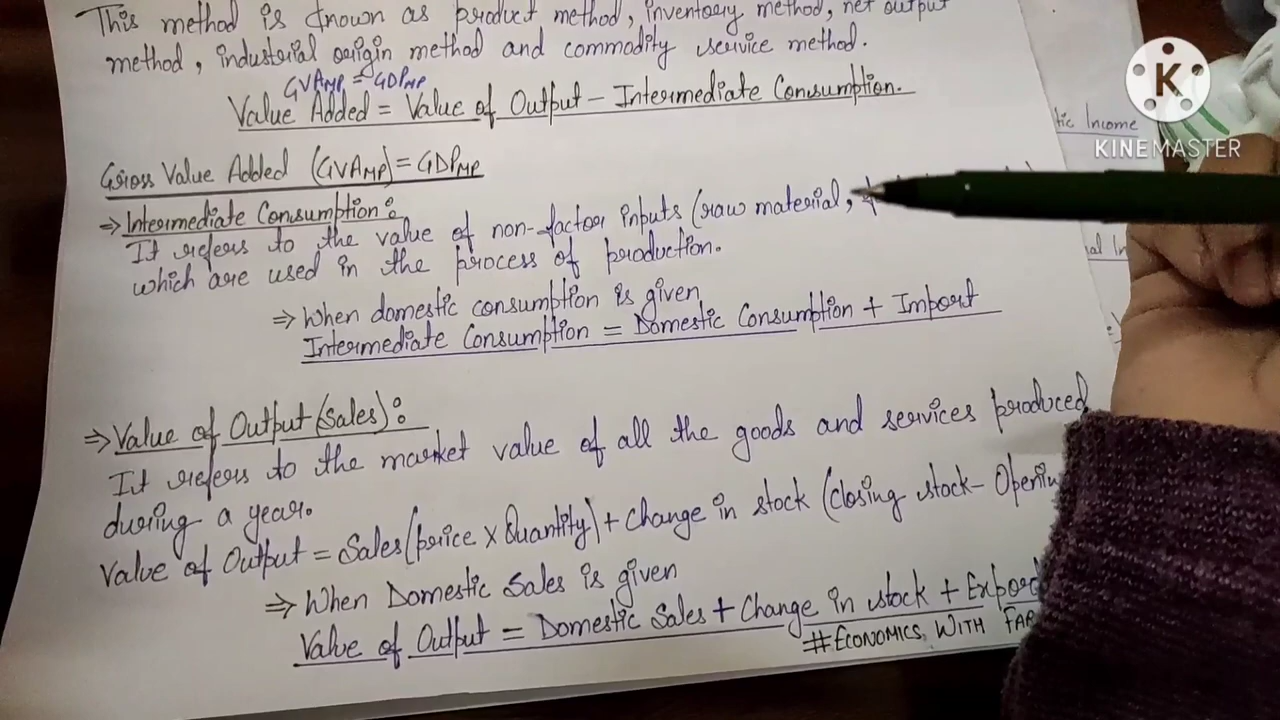 This method is known as product method, inventory method, net output
method, industrial origin method and commodity service method.
GVAMP = GDPMP
Value Added = Value of Output - Intermediate Consumption.
tic Income
KINEMASTER
Gross Value Added (GVAMP) = GDPMP
⇒ Intermediate Consumption:
It refers to the value of non-factor inputs (raw material,
which are used in the process of production.
⇒ When domestic consumption is given
Intermediate Consumption = Domestic Consumption + Import
⇒ Value of Output (Sales):
It refers to the market value of all the goods and services produced
during a year.
Value of Output = Sales (price x Quantity) + Change in stock (closing stock - Openin
⇒ When Domestic Sales is given
Value of Output = Domestic Sales + Change in stock + Expor
#ECONOMICS WITH FAR